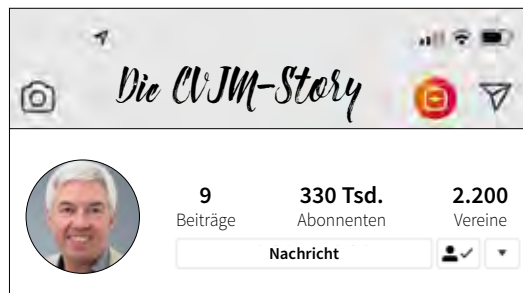 Die CVJM-Story
9 330 Tsd. 2.200
Beiträge Abonnenten Vereine
Nachricht